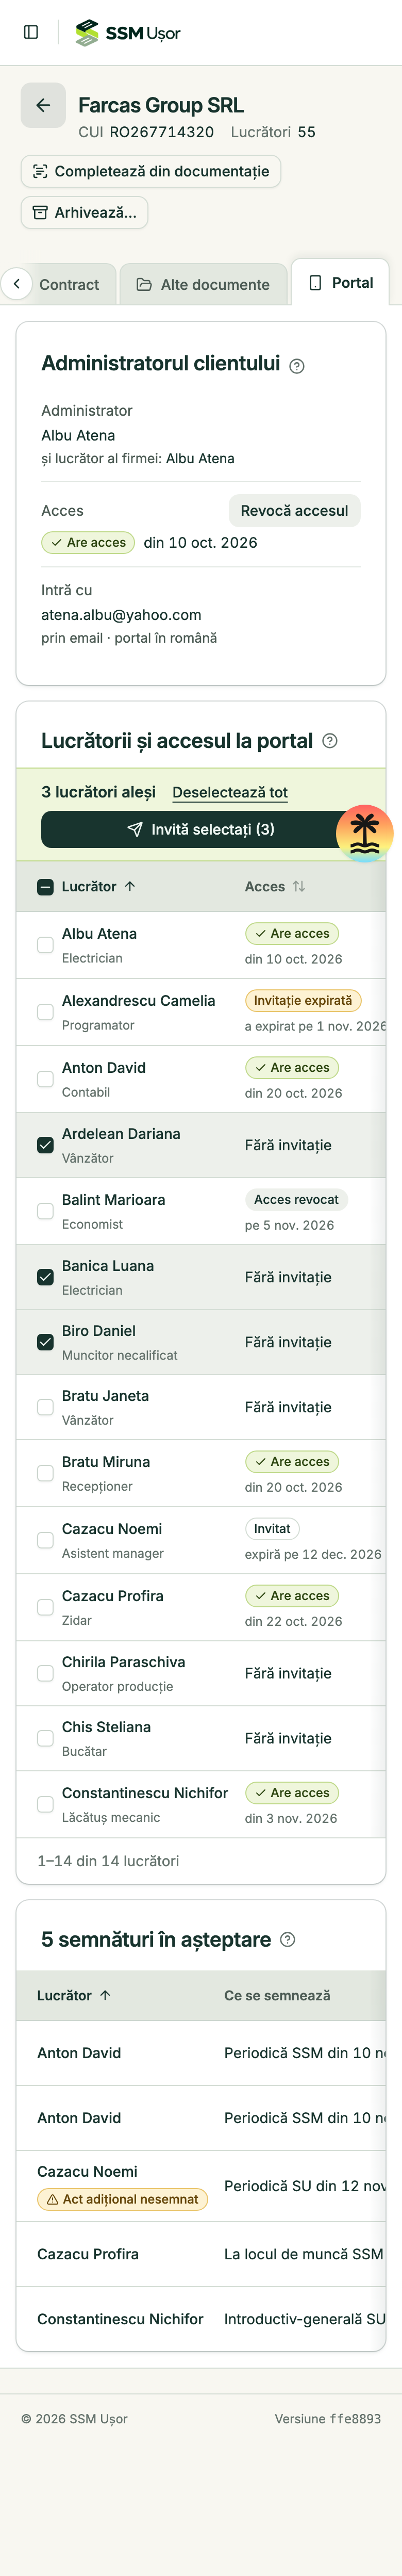 SSM Ușor
Farcas Group SRL
CUI RO267714320 Lucrători 55
Completează din documentație
Arhivează...
Contract
Alte documente
Portal
Administratorul clientului
Administrator
Albu Atena
și lucrător al firmei: Albu Atena
Acces
Revocă accesul
Are acces din 10 oct. 2026
Intră cu
atena.albu@yahoo.com
prin email · portal în română
Lucrătorii și accesul la portal
3 lucrători aleși Deselectează tot
Invită selectați (3)
Lucrător Acces
Albu Atena
Electrician
Are acces
din 10 oct. 2026
Alexandrescu Camelia
Programator
Invitație expirată
a expirat pe 1 nov. 2026
Anton David
Contabil
Are acces
din 20 oct. 2026
Ardelean Dariana
Vânzător
Fără invitație
Balint Marioara
Economist
Acces revocat
pe 5 nov. 2026
Banica Luana
Electrician
Fără invitație
Biro Daniel
Muncitor necalificat
Fără invitație
Bratu Janeta
Vânzător
Fără invitație
Bratu Miruna
Recepționer
Are acces
din 20 oct. 2026
Cazacu Noemi
Asistent manager
Invitat
expiră pe 12 dec. 2026
Cazacu Profira
Zidar
Are acces
din 22 oct. 2026
Chirila Paraschiva
Operator producție
Fără invitație
Chis Steliana
Bucătar
Fără invitație
Constantinescu Nichifor
Lăcătuș mecanic
Are acces
din 3 nov. 2026
1–14 din 14 lucrători
5 semnături în așteptare
Lucrător Ce se semnează
Anton David Periodică SSM din 10
Anton David Periodică SSM din 10
Cazacu Noemi
Act adițional nesemnat
Periodică SU din 12 nov
Cazacu Profira La locul de muncă SSM
Constantinescu Nichifor Introductiv-generală SU
© 2026 SSM Ușor Versiune ffe8893